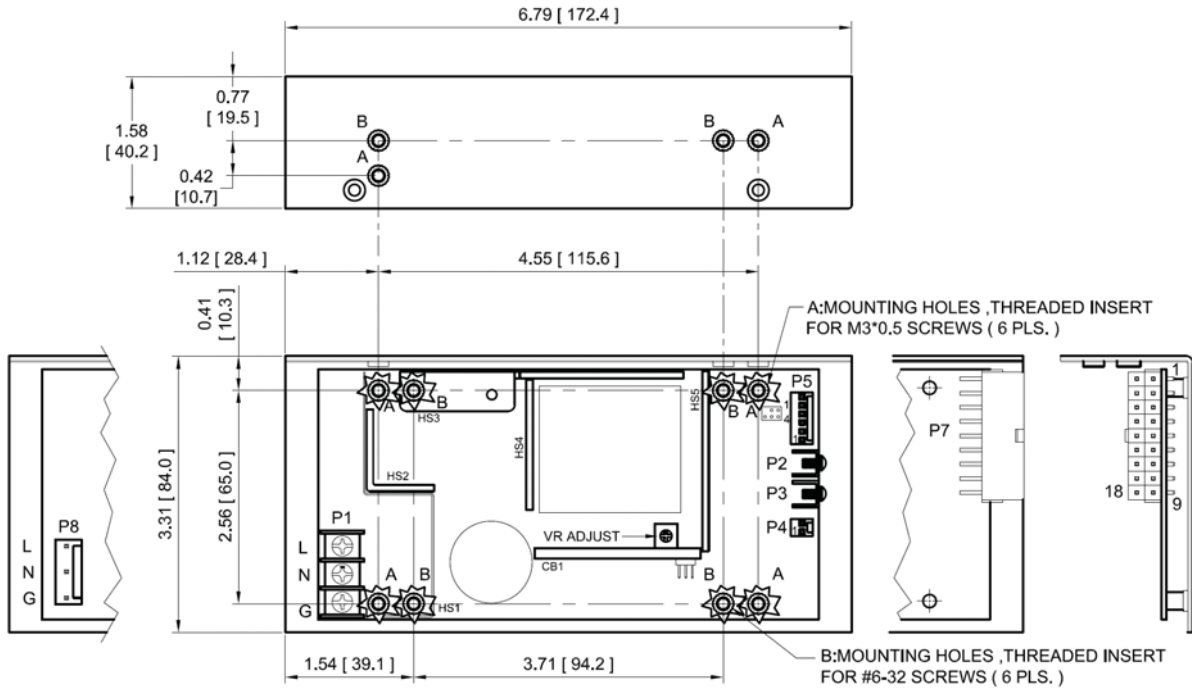 6.79 [ 172.4 ]
0.77
[ 19.5 ]
1.58
[ 40.2 ]
0.42
[10.7]
B
A
B
A
1.12 [ 28.4 ]
4.55 [ 115.6 ]
0.41
[ 10.3 ]
A:MOUNTING HOLES ,THREADED INSERT
FOR M3*0.5 SCREWS ( 6 PLS. )
3.31 [ 84.0 ]
2.56 [ 65.0 ]
A
B
HS3
HS2
HS4
HS5
B
A
P5
1
4
1
P2
P3
P4
1
VR ADJUST
CB1
P1
L
N
G
A
B
HS1
B
A
P8
L
N
G
P7
1
18
9
1.54 [ 39.1 ]
3.71 [ 94.2 ]
B:MOUNTING HOLES ,THREADED INSERT
FOR #6-32 SCREWS ( 6 PLS. )